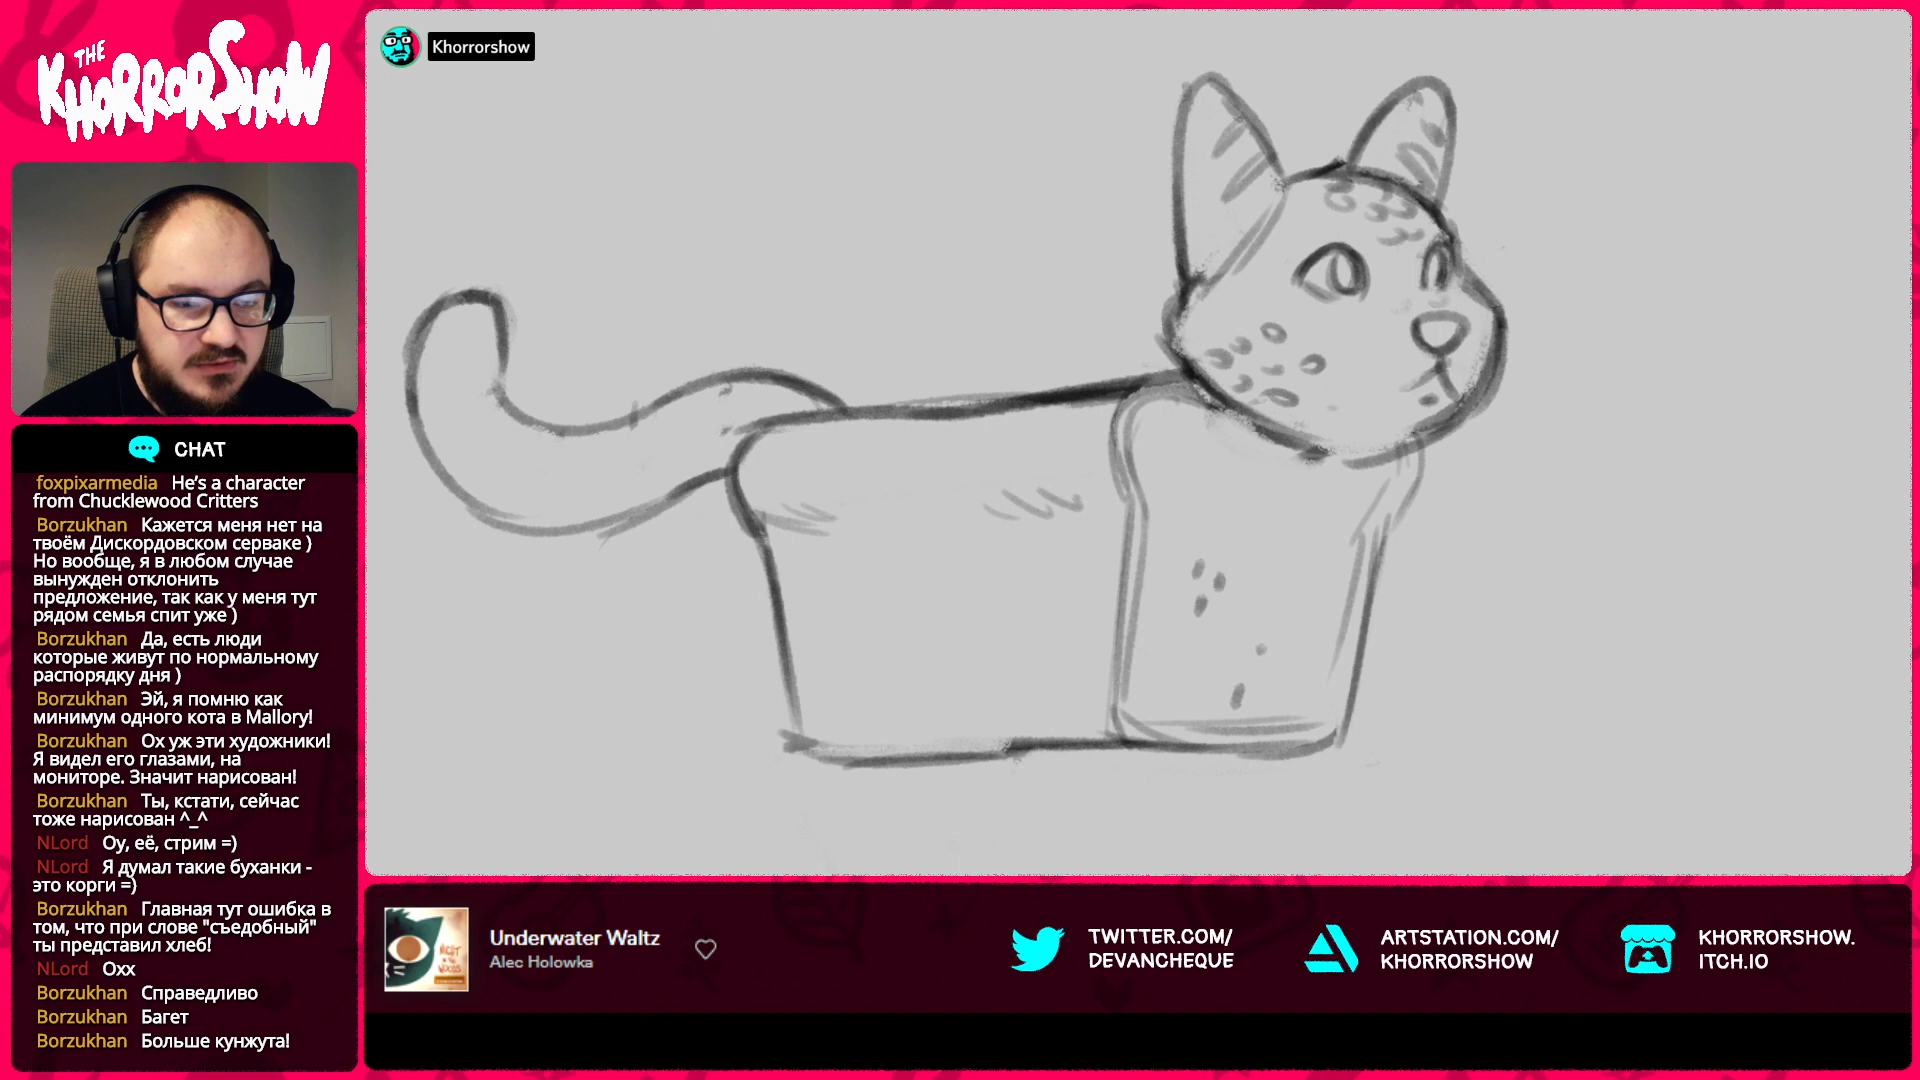 THE
KHORRORSHOW
Khorrorshow
CHAT
foxpixarmedia He's a character
from Chucklewood Critters
Borzukhan Кажется меня нет на
твоём Дискордовском серваке )
Но вообще, я в любом случае
вынужден отклонить
предложение, так как у меня тут
рядом семья спит уже )
Borzukhan Да, есть люди
которые живут по нормальному
распорядку дня )
Borzukhan Эй, я помню как
минимум одного кота в Mallory!
Borzukhan Ох уж эти художники!
Я видел его глазами, на
мониторе. Значит нарисован!
Borzukhan Ты, кстати, сейчас
тоже нарисован ^_^
NLord Оу, её, стрим =)
NLord Я думал такие буханки -
это корги =)
Borzukhan Главная тут ошибка в
том, что при слове "съедобный"
ты представил хлеб!
NLord Охх
Borzukhan Справедливо
Borzukhan Багет
Borzukhan Больше кунжута!
NIGHT
IN THE
WOODS
Underwater Waltz
Alec Holowka
TWITTER.COM/
DEVANCHEQUE
ARTSTATION.COM/
KHORRORSHOW
KHORRORSHOW.
ITCH.IO